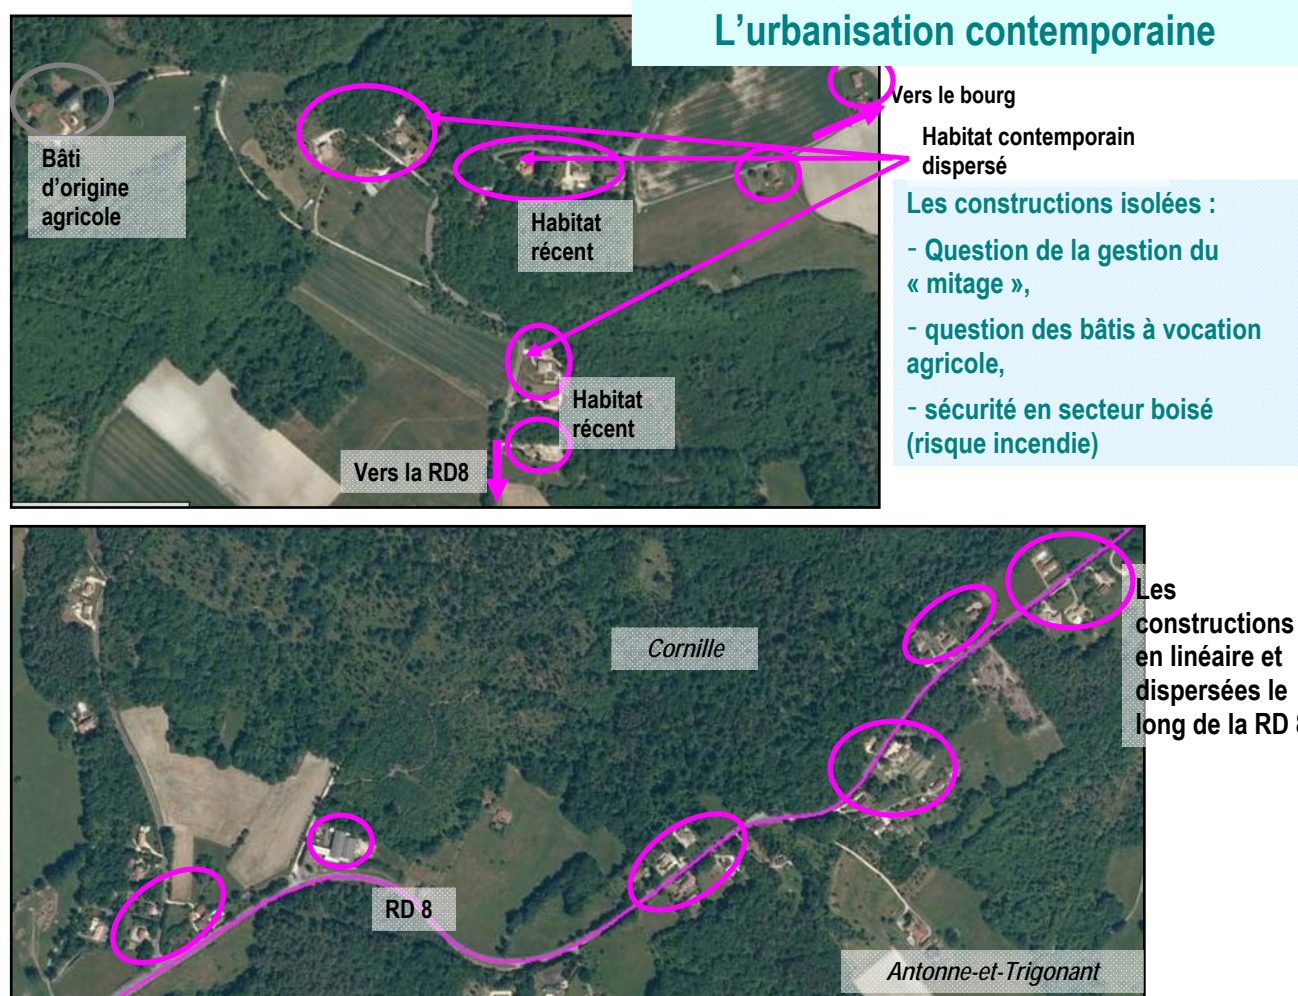 L'urbanisation contemporaine
Vers le bourg
Habitat contemporain
dispersé
Bâti
d'origine
agricole
Habitat
récent
Les constructions isolées :
- Question de la gestion du
« mitage »,
- question des bâtis à vocation
agricole,
- sécurité en secteur boisé
(risque incendie)
Habitat
récent
Vers la RD8
Les
constructions
en linéaire et
dispersées le
long de la RD 8
Cornille
RD 8
Antonne-et-Trigonant